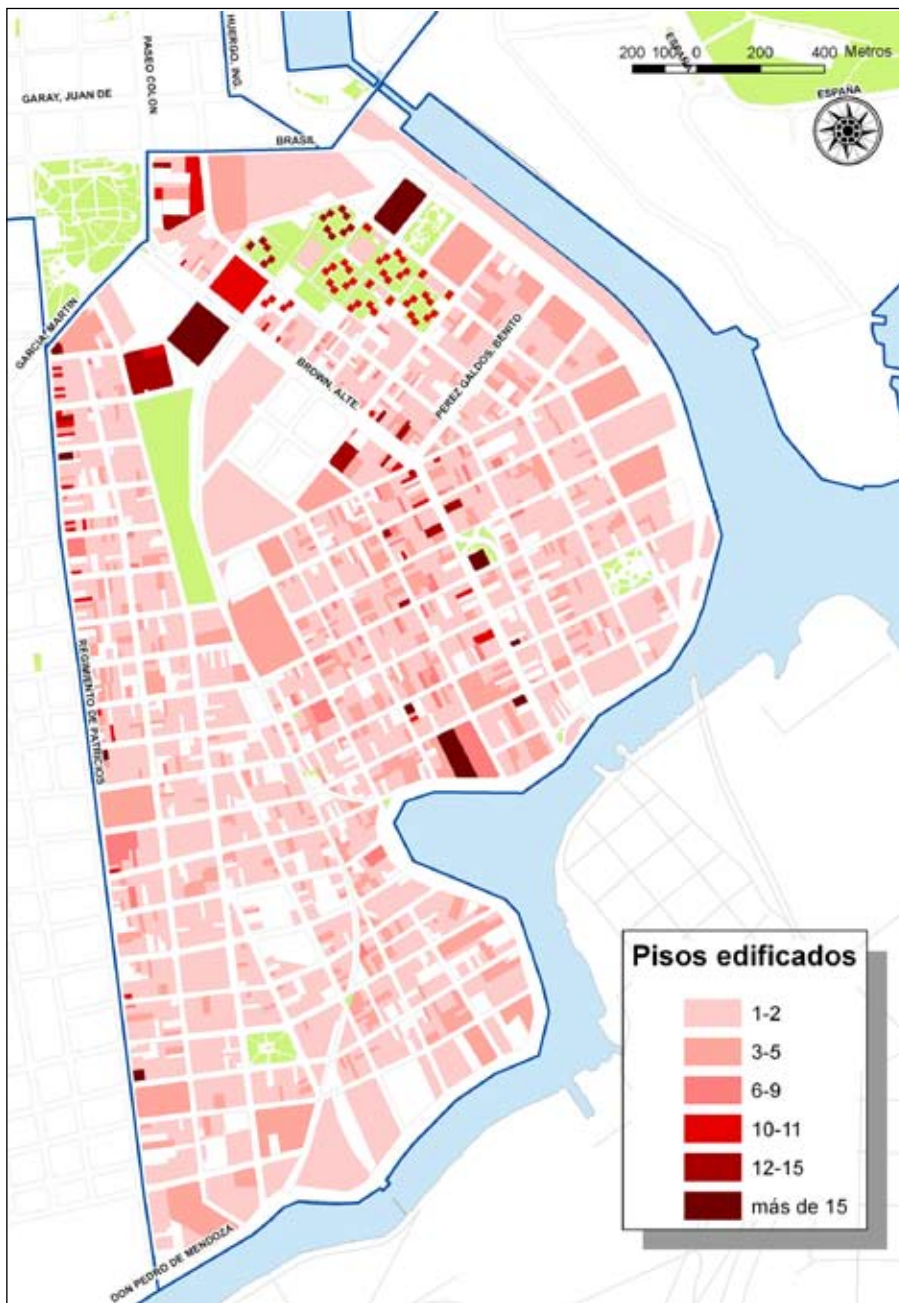 HUERGO, ING.
PASEO COLON
ESPAÑA
200 100 0 200 400 Metros
GARAY, JUAN DE
ESPAÑA
BRASIL
GARCIA, MARTIN
BROWN, ALTE.
PEREZ GALDOS, BENITO
REGIMIENTO DE PATRICIOS
Pisos edificados
1-2
3-5
6-9
10-11
12-15
más de 15
DON PEDRO DE MENDOZA